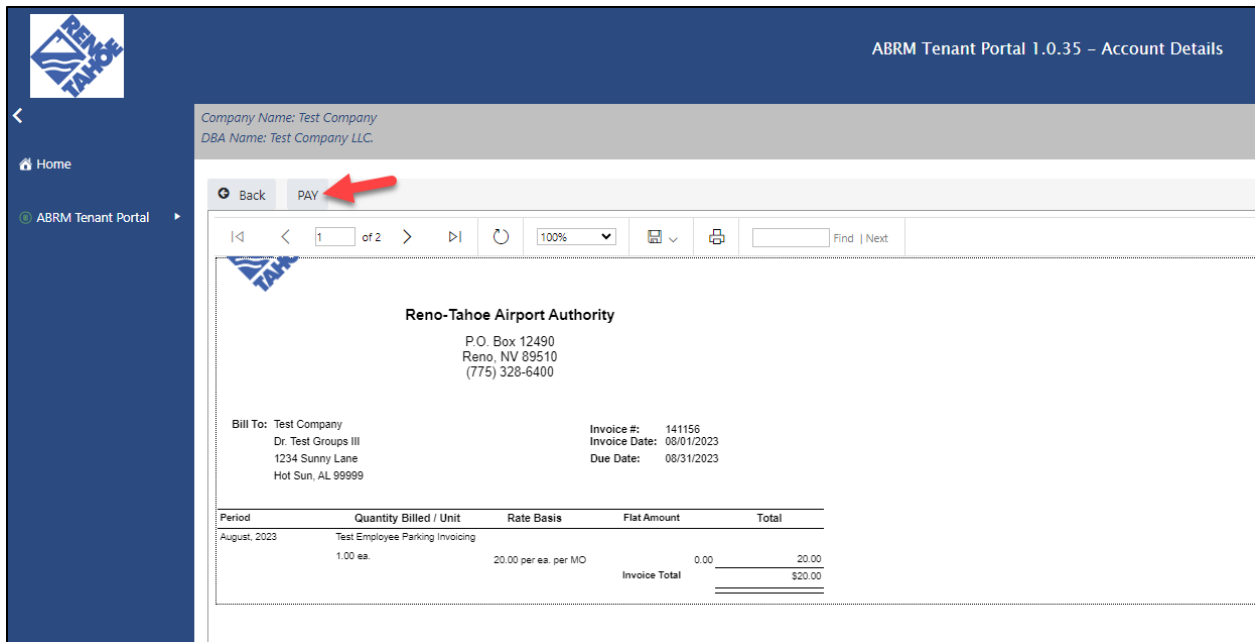 RENO
TAHOE
ABRM Tenant Portal 1.0.35 – Account Details
Company Name: Test Company
DBA Name: Test Company LLC.
Home
ABRM Tenant Portal
Back PAY
1 of 2 100% Find | Next
TAHOE
Reno-Tahoe Airport Authority
P.O. Box 12490
Reno, NV 89510
(775) 328-6400
Bill To: Test Company
Dr. Test Groups III
1234 Sunny Lane
Hot Sun, AL 99999
Invoice #: 141156
Invoice Date: 08/01/2023
Due Date: 08/31/2023
Period Quantity Billed / Unit Rate Basis Flat Amount Total
August, 2023 Test Employee Parking Invoicing
1.00 ea. 20.00 per ea. per MO 0.00 20.00
Invoice Total $20.00